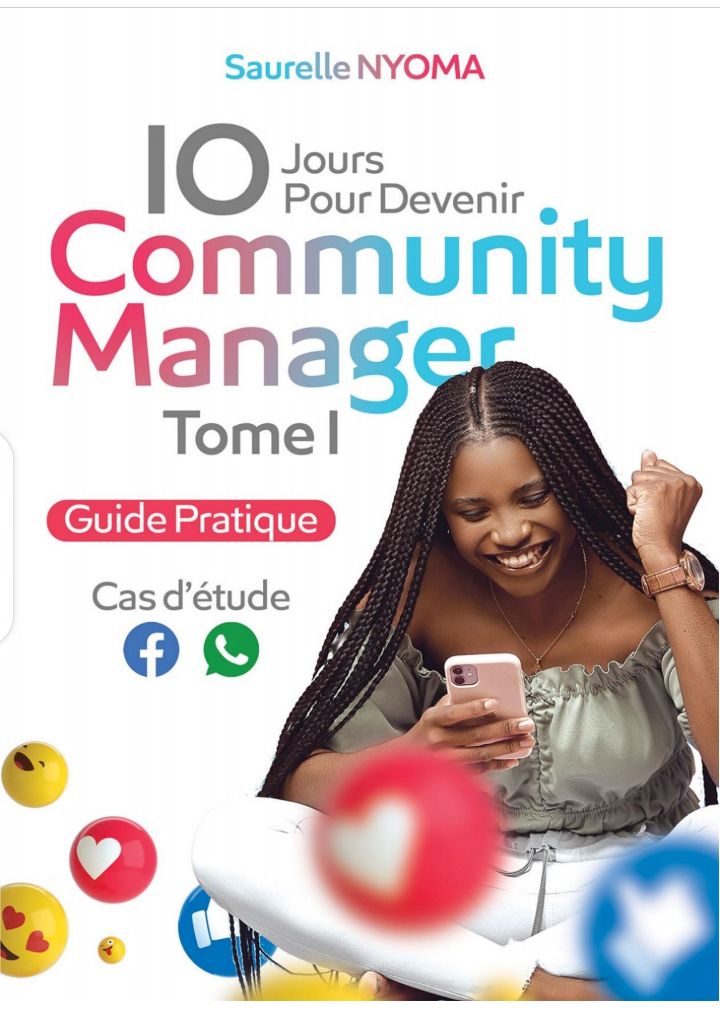 Saurelle NYOMA
10 Jours
Pour Devenir
Community
Manager
Tome I
Guide Pratique
Cas d'étude